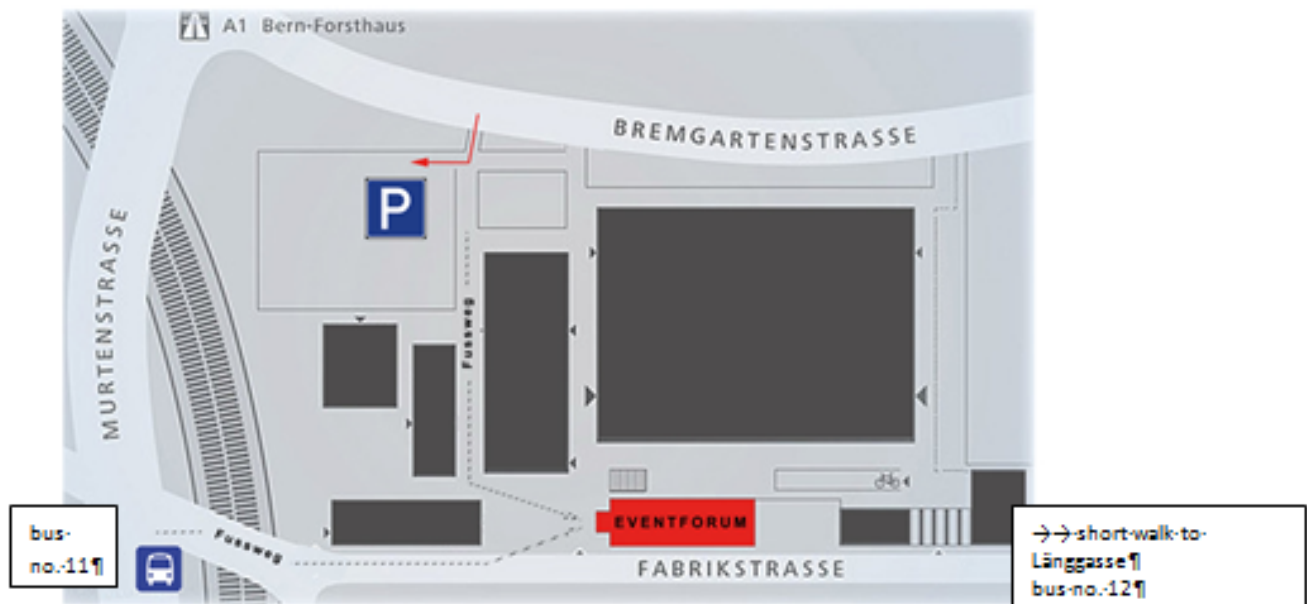 A1 Bern-Forsthaus
BREMGARTENSTRASSE
P
MURTENSTRASSE
Fussweg
EVENTFORUM
bus-
no.·11¶
Fussweg
FABRIKSTRASSE
→→·short·walk·to·
Länggasse¶
bus·no.·12¶